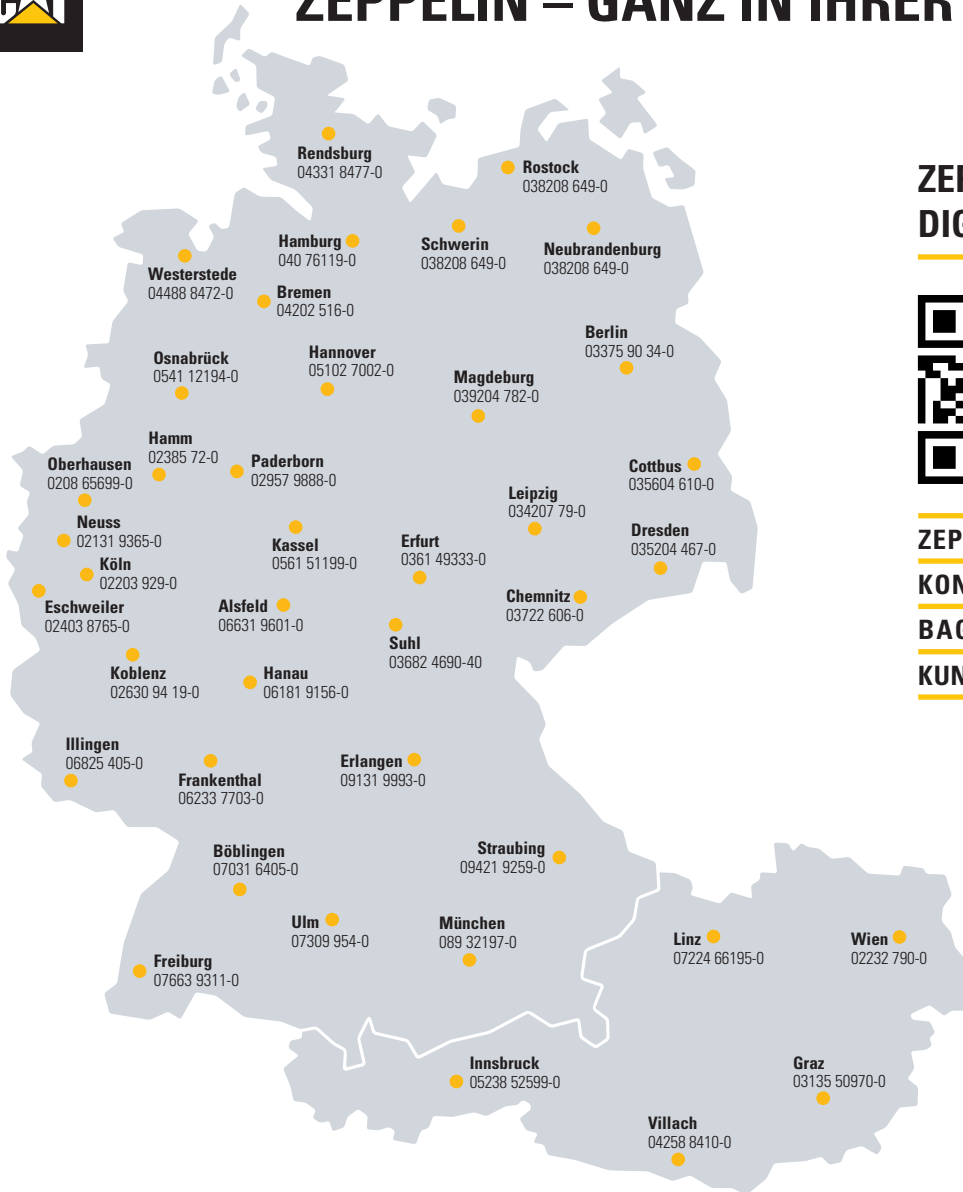 ZEPPELIN – GANZ IN IHRER
Rendsburg
04331 8477-0
Rostock
038208 649-0
Hamburg
040 76119-0
Schwerin
038208 649-0
Neubrandenburg
038208 649-0
Westerstede
04488 8472-0
Bremen
04202 516-0
Berlin
03375 90 34-0
Osnabrück
0541 12194-0
Hannover
05102 7002-0
Magdeburg
039204 782-0
Hamm
02385 72-0
Oberhausen
0208 65699-0
Paderborn
02957 9888-0
Cottbus
035604 610-0
Leipzig
034207 79-0
Neuss
02131 9365-0
Kassel
0561 51199-0
Erfurt
0361 49333-0
Dresden
035204 467-0
Köln
02203 929-0
Eschweiler
02403 8765-0
Alsfeld
06631 9601-0
Chemnitz
03722 606-0
Suhl
03682 4690-40
Koblenz
02630 94 19-0
Hanau
06181 9156-0
Illingen
06825 405-0
Frankenthal
06233 7703-0
Erlangen
09131 9993-0
Böblingen
07031 6405-0
Straubing
09421 9259-0
Ulm
07309 954-0
München
089 32197-0
Freiburg
07663 9311-0
Linz
07224 66195-0
Wien
02232 790-0
Innsbruck
05238 52599-0
Graz
03135 50970-0
Villach
04258 8410-0
DIG
ZEP
KON
BAG
KUN